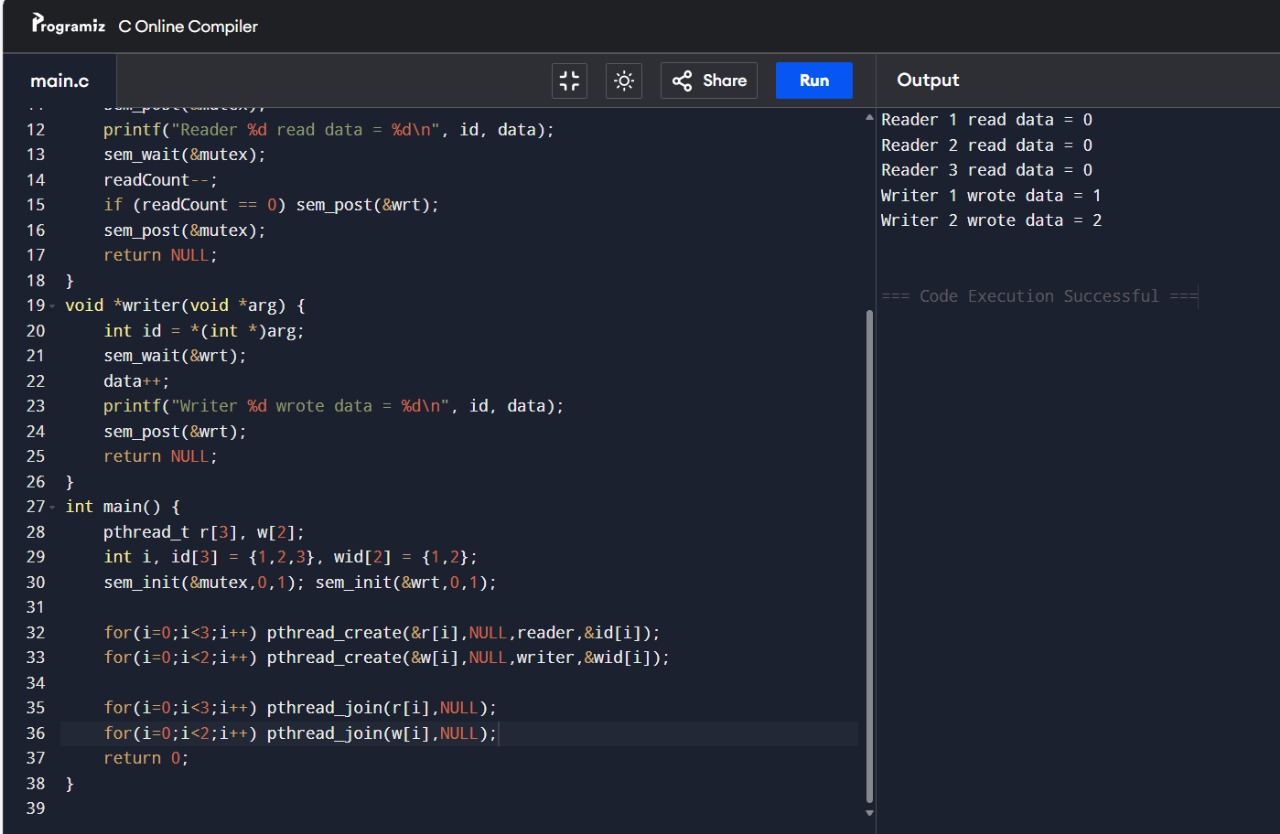 Programiz C Online Compiler
main.c
Share
Run
Output
12 printf("Reader %d read data = %d\n", id, data);
13 sem_wait(&mutex);
14 readCount--;
15 if (readCount == 0) sem_post(&wrt);
16 sem_post(&mutex);
17 return NULL;
18 }
19 void *writer(void *arg) {
20 int id = *(int *)arg;
21 sem_wait(&wrt);
22 data++;
23 printf("Writer %d wrote data = %d\n", id, data);
24 sem_post(&wrt);
25 return NULL;
26 }
27 int main() {
28 pthread_t r[3], w[2];
29 int i, id[3] = {1,2,3}, wid[2] = {1,2};
30 sem_init(&mutex,0,1); sem_init(&wrt,0,1);
31
32 for(i=0;i<3;i++) pthread_create(&r[i],NULL,reader,&id[i]);
33 for(i=0;i<2;i++) pthread_create(&w[i],NULL,writer,&wid[i]);
34
35 for(i=0;i<3;i++) pthread_join(r[i],NULL);
36 for(i=0;i<2;i++) pthread_join(w[i],NULL);
37 return 0;
38 }
39
Reader 1 read data = 0
Reader 2 read data = 0
Reader 3 read data = 0
Writer 1 wrote data = 1
Writer 2 wrote data = 2
=== Code Execution Successful ===